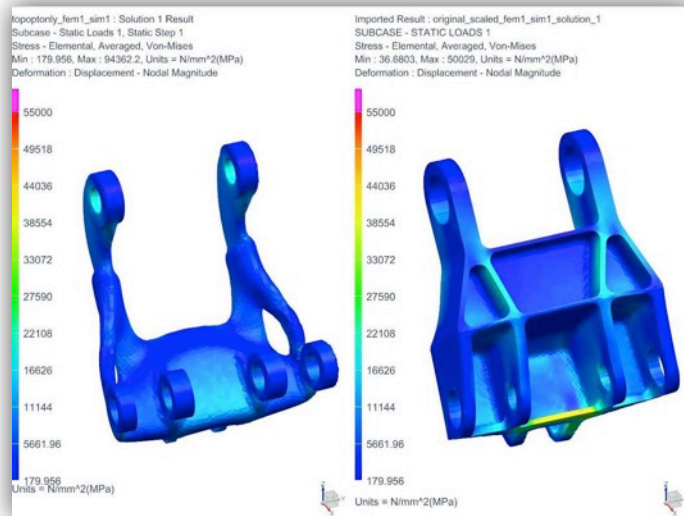 topoptonly_fem1_sim1 : Solution 1 Result
Subcase - Static Loads 1, Static Step 1
Stress - Elemental, Averaged, Von-Mises
Min : 179.956, Max : 94362.2, Units = N/mm^2(MPa)
Deformation : Displacement - Nodal Magnitude
55000
49518
44036
38554
33072
27590
22108
16626
11144
5661.96
179.956
Units = N/mm^2(MPa)
Imported Result : original_scaled_fem1_sim1_solution_1
SUBCASE - STATIC LOADS 1
Stress - Elemental, Averaged, Von-Mises
Min : 36.6803, Max : 50029, Units = N/mm^2(MPa)
Deformation : Displacement - Nodal Magnitude
55000
49518
44036
38554
33072
27590
22108
16626
11144
5661.96
179.956
Units = N/mm^2(MPa)